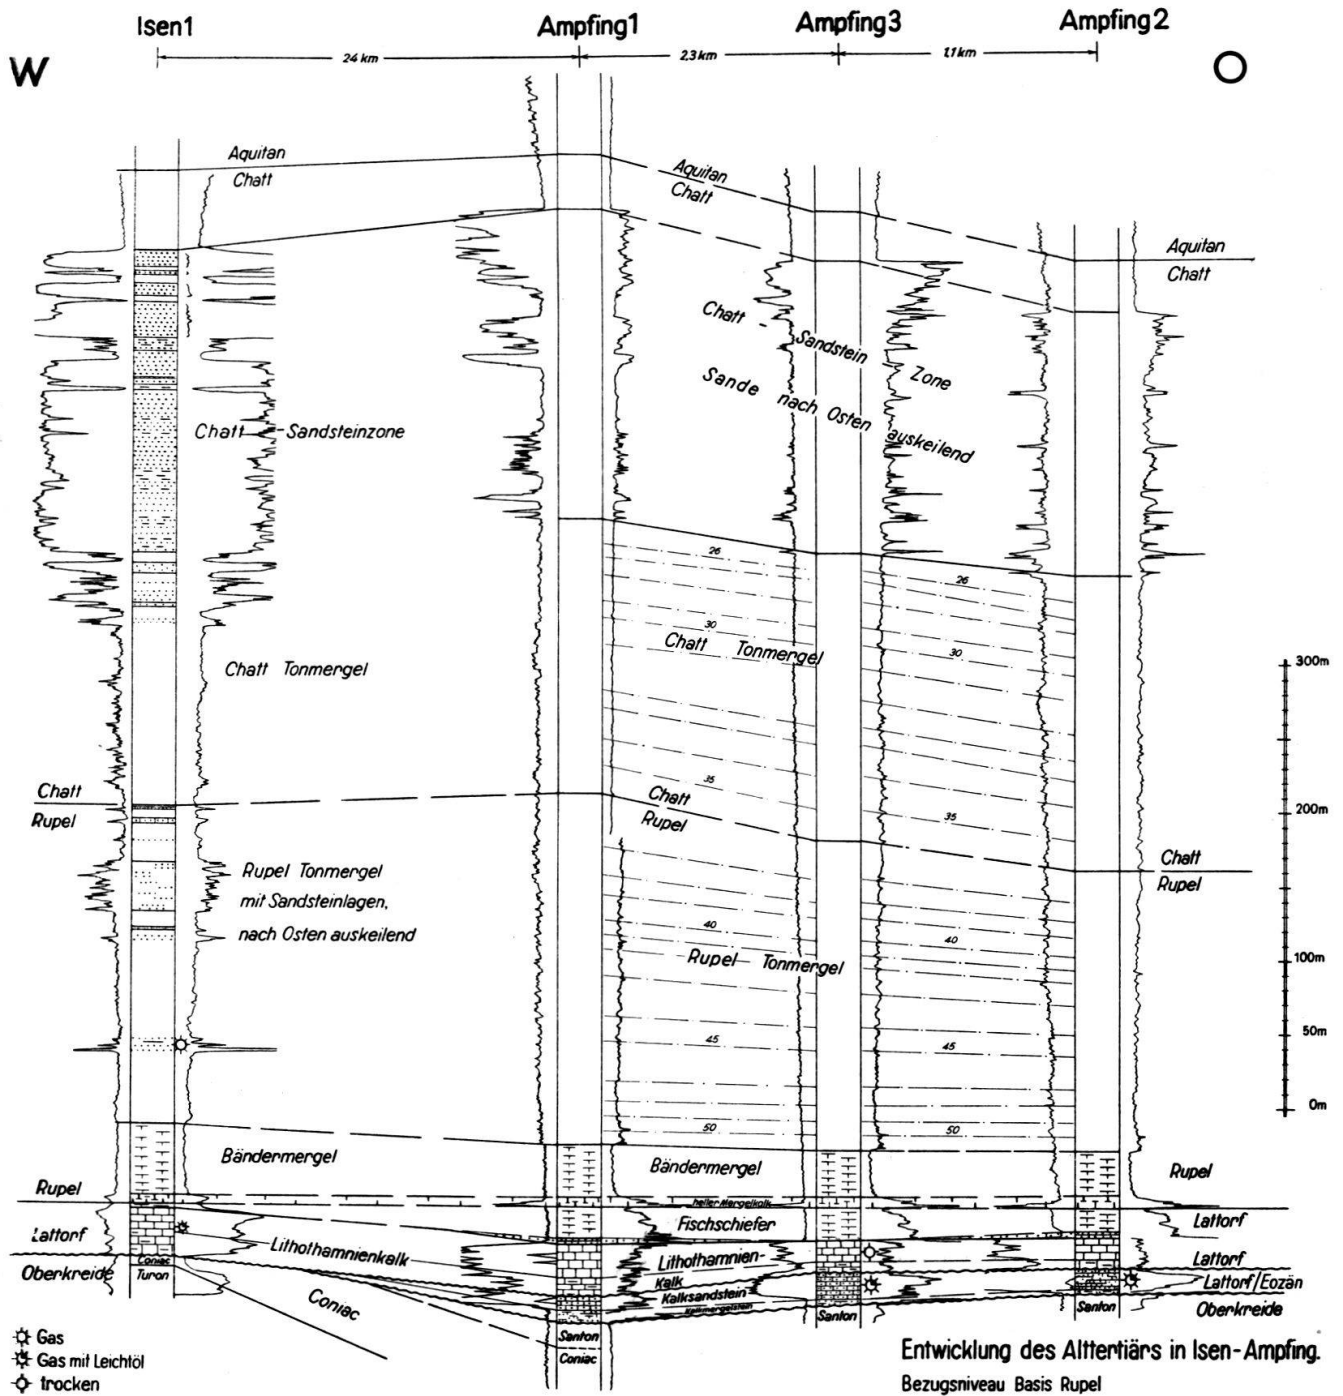 Isen1 Ampfing1 Ampfing3 Ampfing2
24 km 2,3 km 1,1 km
W O
Aquitan
Chatt
Aquitan
Chatt
Aquitan
Chatt
Chatt - Sandstein Zone
Sande nach Osten auskeilend
Chatt - Sandsteinzone
26 26
30 30
Chatt Tonmergel
Chatt Tonmergel
300m
35 35
Chatt
Rupel
Chatt
Rupel
200m
Chatt
Rupel
Rupel Tonmergel
mit Sandsteinlagen,
nach Osten auskeilend
40 40
Rupel Tonmergel
100m
50m
45 45
0m
50 50
Bändermergel
Bändermergel
Rupel
Rupel
heller Mergelkalk
Lattorf
Fischschiefer
Lattorf
Lithothamnienkalk
Lithothamnien-
Kalk
Lattorf
Coniac
Oberkreide
Turon
Kalksandstein
Kalkmergelstein
Lattorf/Eozän
Coniac
Santon
Santon
Santon
Oberkreide
Coniac
Gas
Gas mit Leichtöl
trocken
Entwicklung des Alttertiärs in Isen-Ampfing.
Bezugsniveau Basis Rupel